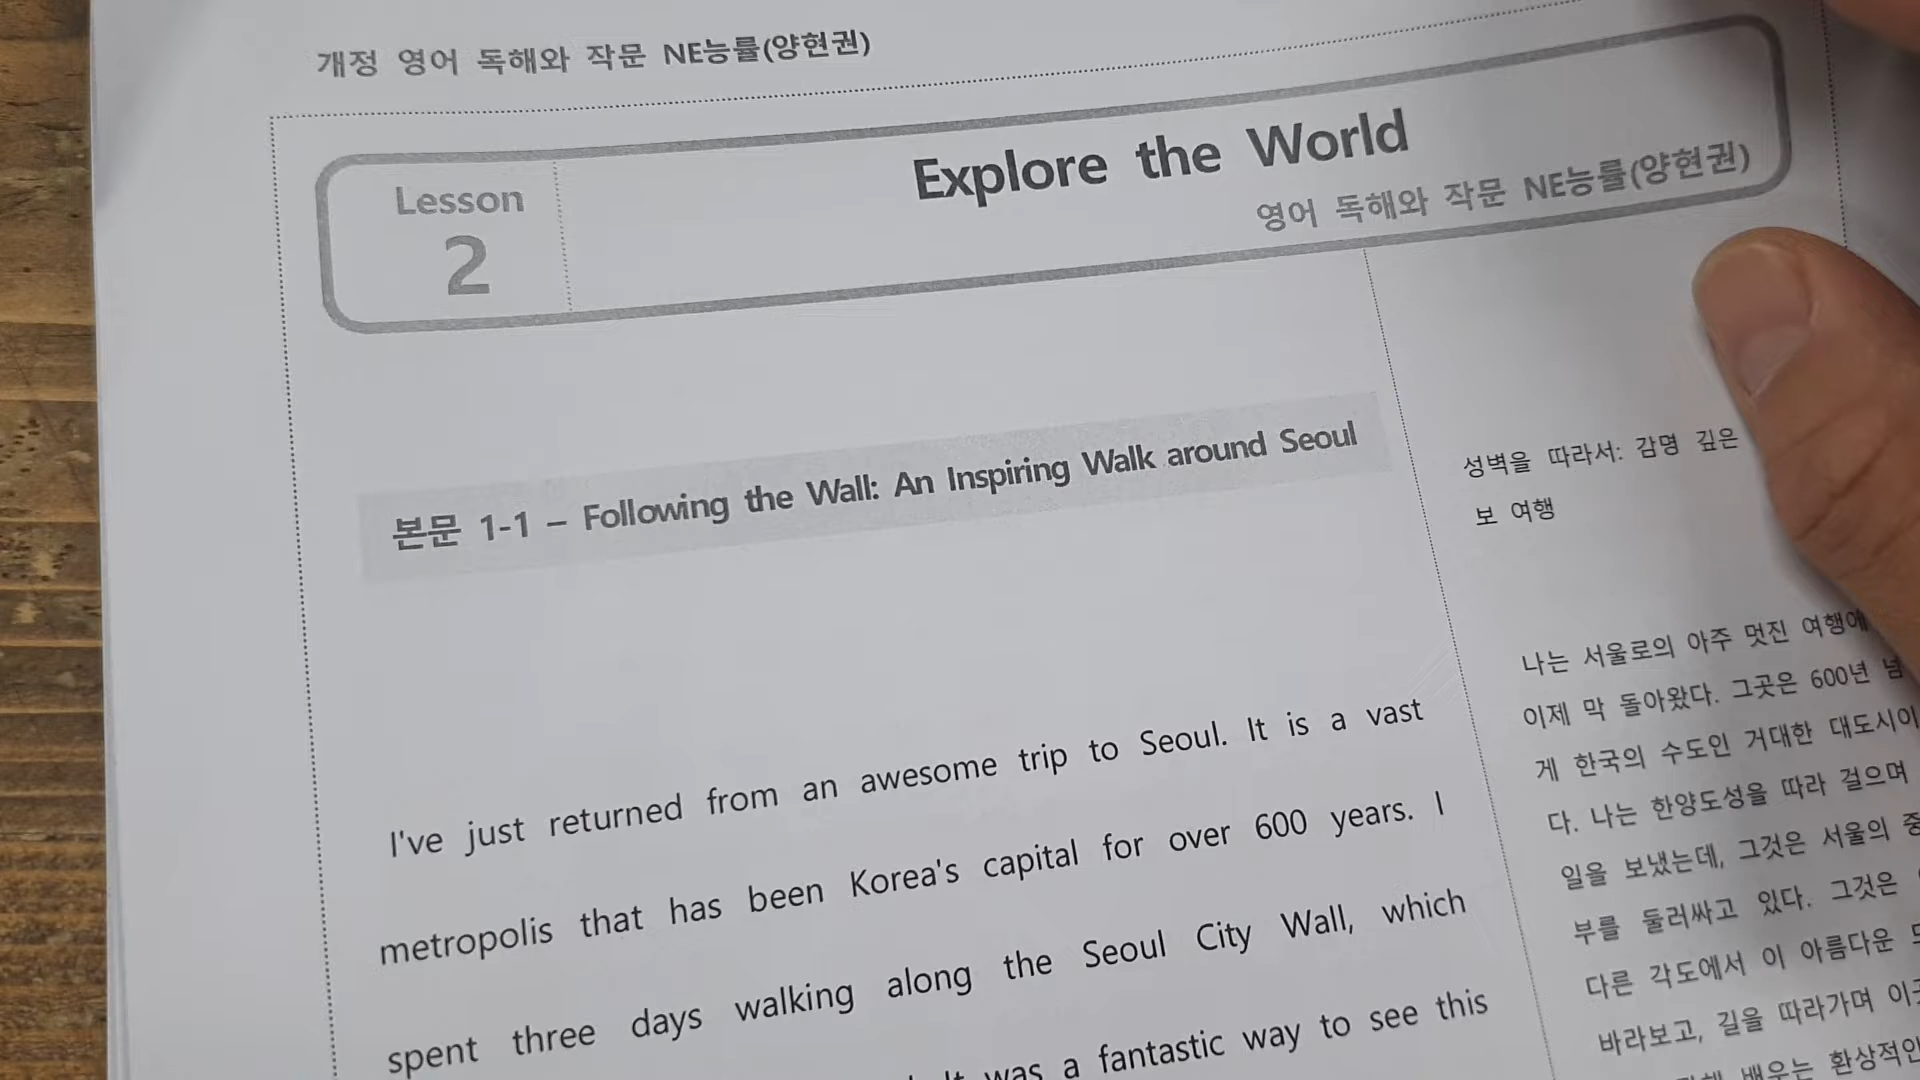 개정 영어 독해와 작문 NE능률(양현권)
Lesson
2
Explore the World
영어 독해와 작문 NE능률(양현권)
본문 1-1 – Following the Wall: An Inspiring Walk around Seoul
I've just returned from an awesome trip to Seoul. It is a vast
metropolis that has been Korea's capital for over 600 years. I
spent three days walking along the Seoul City Wall, which
It was a fantastic way to see this
성벽을 따라서: 감명 깊은
보 여행
나는 서울로의 아주 멋진 여행에
이제 막 돌아왔다. 그곳은 600년
게 한국의 수도인 거대한 대도시이
다. 나는 한양도성을 따라 걸으며
일을 보냈는데, 그것은 서울의
부를 둘러싸고 있다. 그것은
다른 각도에서 이 아름다운
바라보고, 길을 따라가며
배우는 환상적인